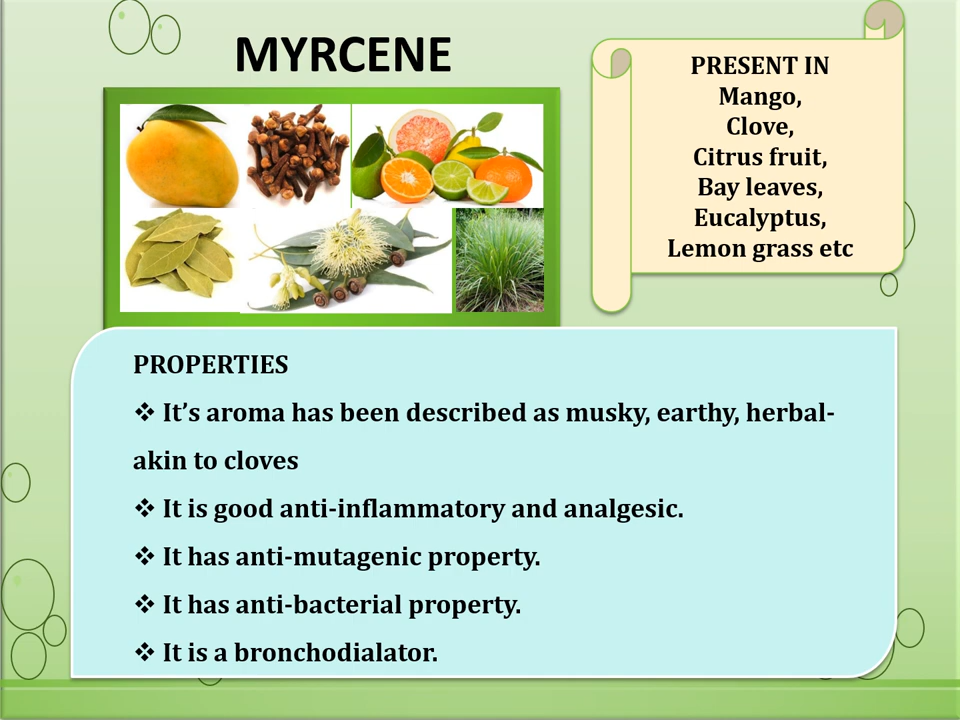 MYRCENE
PRESENT IN
Mango,
Clove,
Citrus fruit,
Bay leaves,
Eucalyptus,
Lemon grass etc
PROPERTIES
❖ It’s aroma has been described as musky, earthy, herbal-
akin to cloves
❖ It is good anti-inflammatory and analgesic.
❖ It has anti-mutagenic property.
❖ It has anti-bacterial property.
❖ It is a bronchodialator.